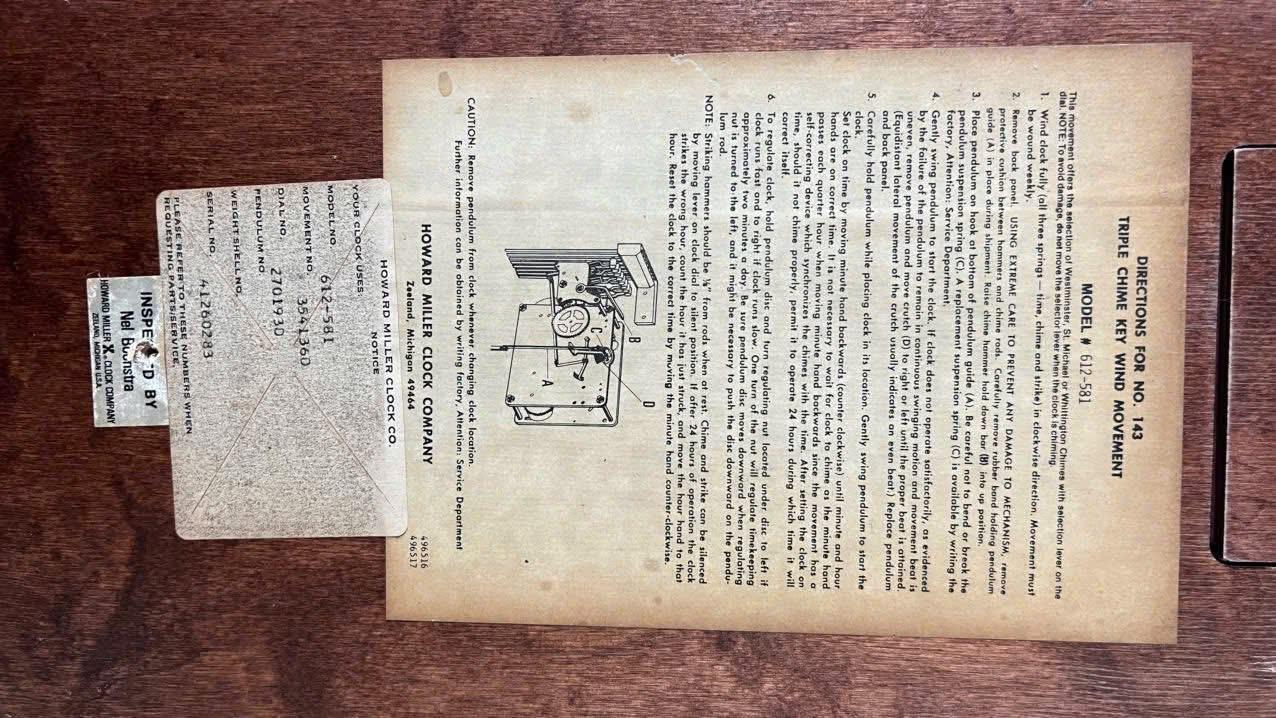 DIRECTIONS FOR NO. 143
TRIPLE CHIME KEY WIND MOVEMENT
MODEL # 612-581
This movement offers the selection of Westminster, St. Michael or Whittington Chimes with selection lever on the
dial. NOTE: To avoid damage, do not move the selector lever when the clock is chiming.
1. Wind clock fully (all three springs — time, chime and strike) in clockwise direction. Movement must
be wound weekly.
2. Remove back panel. USING EXTREME CARE TO PREVENT ANY DAMAGE TO MECHANISM, remove
protective cushion between hammers and chime rods. Carefully remove rubber band holding pendulum
guide (A) in place during shipment. Raise chime hammer hold down bar (B) into up position.
3. Place pendulum on hook at bottom of pendulum guide (A). Be careful not to bend or break the
pendulum suspension spring (C). A replacement suspension spring (C) is available by writing the
factory, Attention: Service Department.
4. Gently swing pendulum to start the clock. If clock does not operate satisfactorily, as evidenced
by the failure of the pendulum to remain in continuous swinging motion and movement beat is
uneven, remove pendulum and move crutch (D) to right or left until the proper beat is attained.
(Equidistant lateral movement of the crutch usually indicates an even beat.) Replace pendulum
and back panel.
5. Carefully hold pendulum while placing clock in its location. Gently swing pendulum to start the
clock.
Set clock on time by moving minute hand backwards (counter clockwise) until minute and hour
hands are on correct time. It is not necessary to wait for clock to chime as the minute hand
passes each quarter hour when moving minute hand backwards since the movement has a
self-correcting device which synchronizes the chimes with the time. After setting the clock on
time, should it not chime properly, permit it to operate 24 hours during which time it will
correct itself.
6. To regulate clock, hold pendulum disc and turn regulating nut located under disc to left if
clock runs fast and to right if clock runs slow. One turn of the nut will regulate timekeeping
approximately two minutes a day. Be sure pendulum disc moves downward when regulating
nut is turned to the left, and it might be necessary to push the disc downward on the pendu-
lum rod.
NOTE: Striking hammers should be ⅛" from rods when at rest. Chime and strike can be silenced
by moving lever on clock dial to silent position. If after 24 hours of operation the clock
strikes the wrong hour, count the hour it has just struck, and move the hour hand to that
hour. Reset the clock to the correct time by moving the minute hand counter-clockwise.
B
D
C
A
CAUTION: Remove pendulum from clock whenever changing clock location.
Further information can be obtained by writing factory, Attention: Service Department
HOWARD MILLER CLOCK COMPANY
Zeeland, Michigan 49464
496516
496517
HOWARD MILLER CLOCK CO.
NOTICE
YOUR CLOCK USES
MODEL NO. 612-581
MOVEMENT NO. 3541360
DIAL NO. 270193D
PENDULUM NO.
WEIGHT SHELL NO.
SERIAL NO. 41260283
PLEASE REFER TO THESE NUMBERS WHEN
REQUESTING PARTS/SERVICE.
INSPECTED BY
Nel Boonstra
HOWARD MILLER CLOCK COMPANY
ZEELAND, MICHIGAN U.S.A.